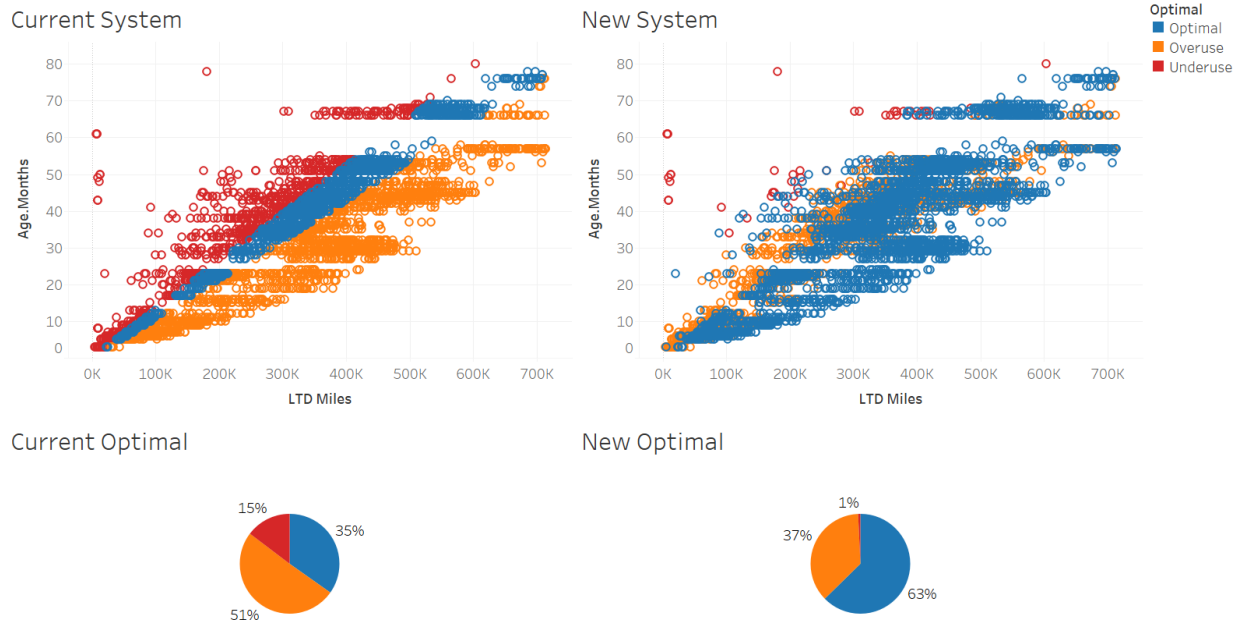 Current System
New System
Optimal
Optimal
Overuse
Underuse
80
70
60
50
40
30
20
10
0
Age.Months
0K 100K 200K 300K 400K 500K 600K 700K
LTD Miles
80
70
60
50
40
30
20
10
0
Age.Months
0K 100K 200K 300K 400K 500K 600K 700K
LTD Miles
Current Optimal
New Optimal
15%
35%
51%
1%
37%
63%